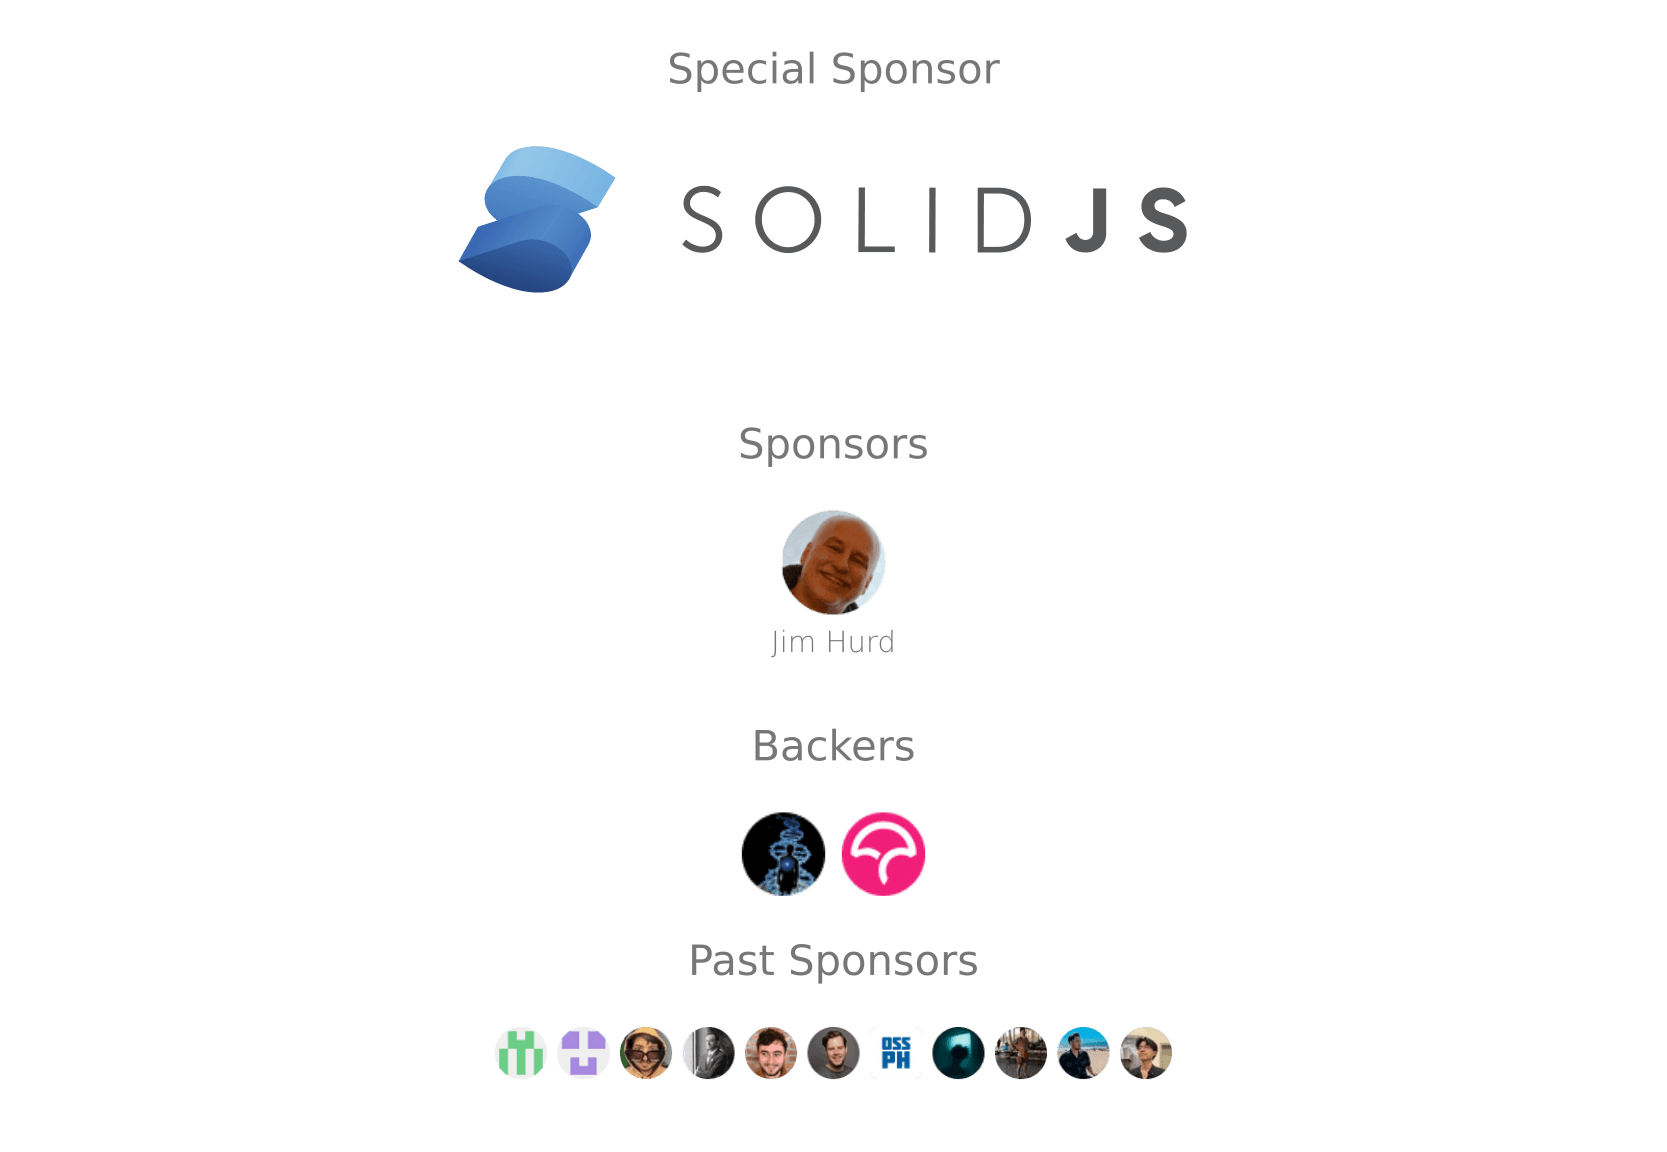 Special Sponsor
SOLIDJS
Sponsors
Jim Hurd
Backers
Past Sponsors
OSS
PH